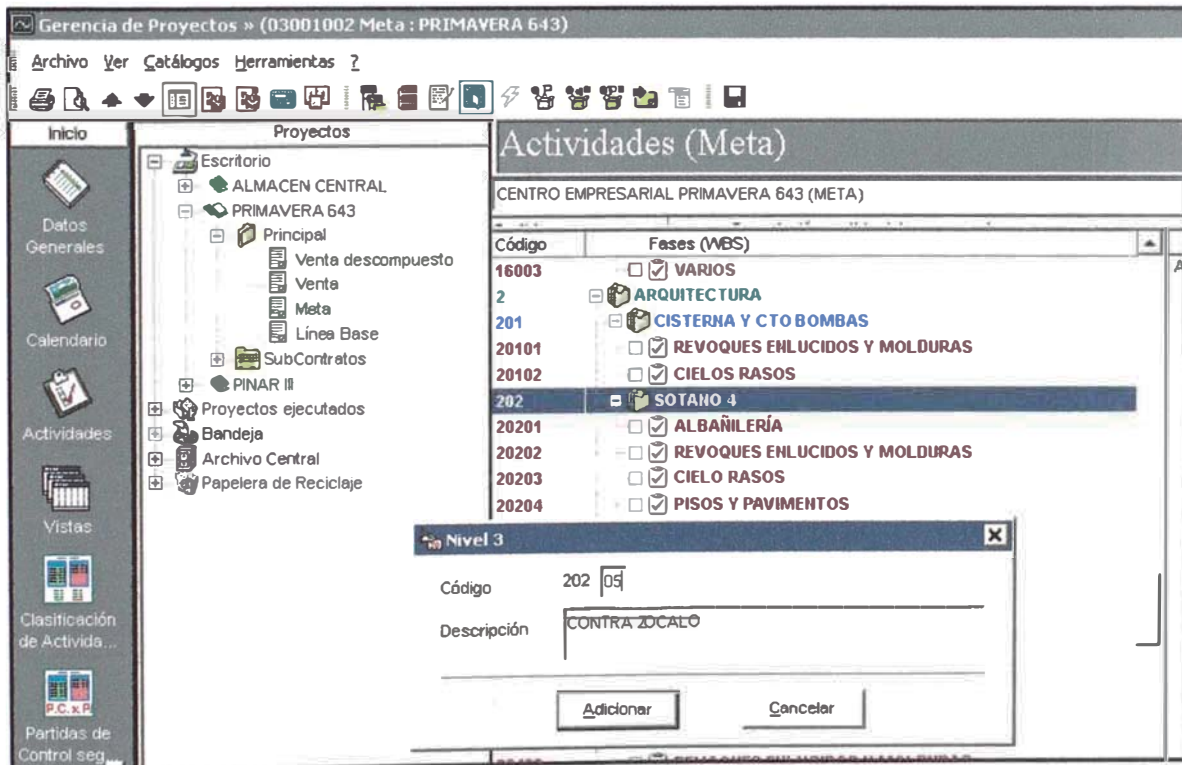 Gerencia de Proyectos » (03001002 Meta : PRIMAVERA 643)
Archivo Ver Catálogos Herramientas ?
Inicio
Datos
Generales
Calendario
Actividades
Vistas
Clasificación
de Activida...
P.C.x P.
Partidas de
Control seg...
Proyectos
Escritorio
ALMACEN CENTRAL
PRIMAVERA 643
Principal
Venta descompuesto
Venta
Meta
Línea Base
SubContratos
PINAR III
Proyectos ejecutados
Bandeja
Archivo Central
Papelera de Reciclaje
Actividades (Meta)
CENTRO EMPRESARIAL PRIMAVERA 643 (META)
Código Fases (WBS)
16003 VARIOS
2 ARQUITECTURA
201 CISTERNA Y CTO BOMBAS
20101 REVOQUES ENLUCIDOS Y MOLDURAS
20102 CIELOS RASOS
202 SOTANO 4
20201 ALBAÑILERÍA
20202 REVOQUES ENLUCIDOS Y MOLDURAS
20203 CIELO RASOS
20204 PISOS Y PAVIMENTOS
Nivel 3
Código 202 05
Descripción CONTRA ZOCALO
Adicionar Cancelar